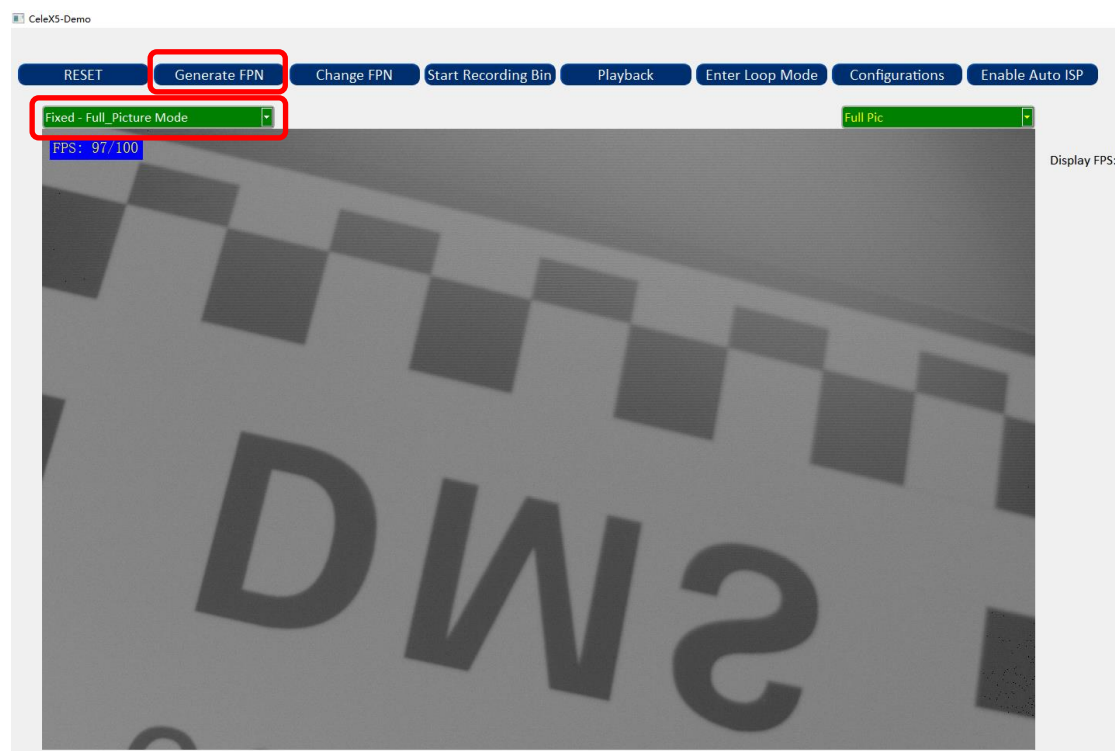 CeleX5-Demo
RESET Generate FPN Change FPN Start Recording Bin Playback Enter Loop Mode Configurations Enable Auto ISP
Fixed - Full_Picture Mode Full Pic
FPS: 97/100
Display FPS:
DMS